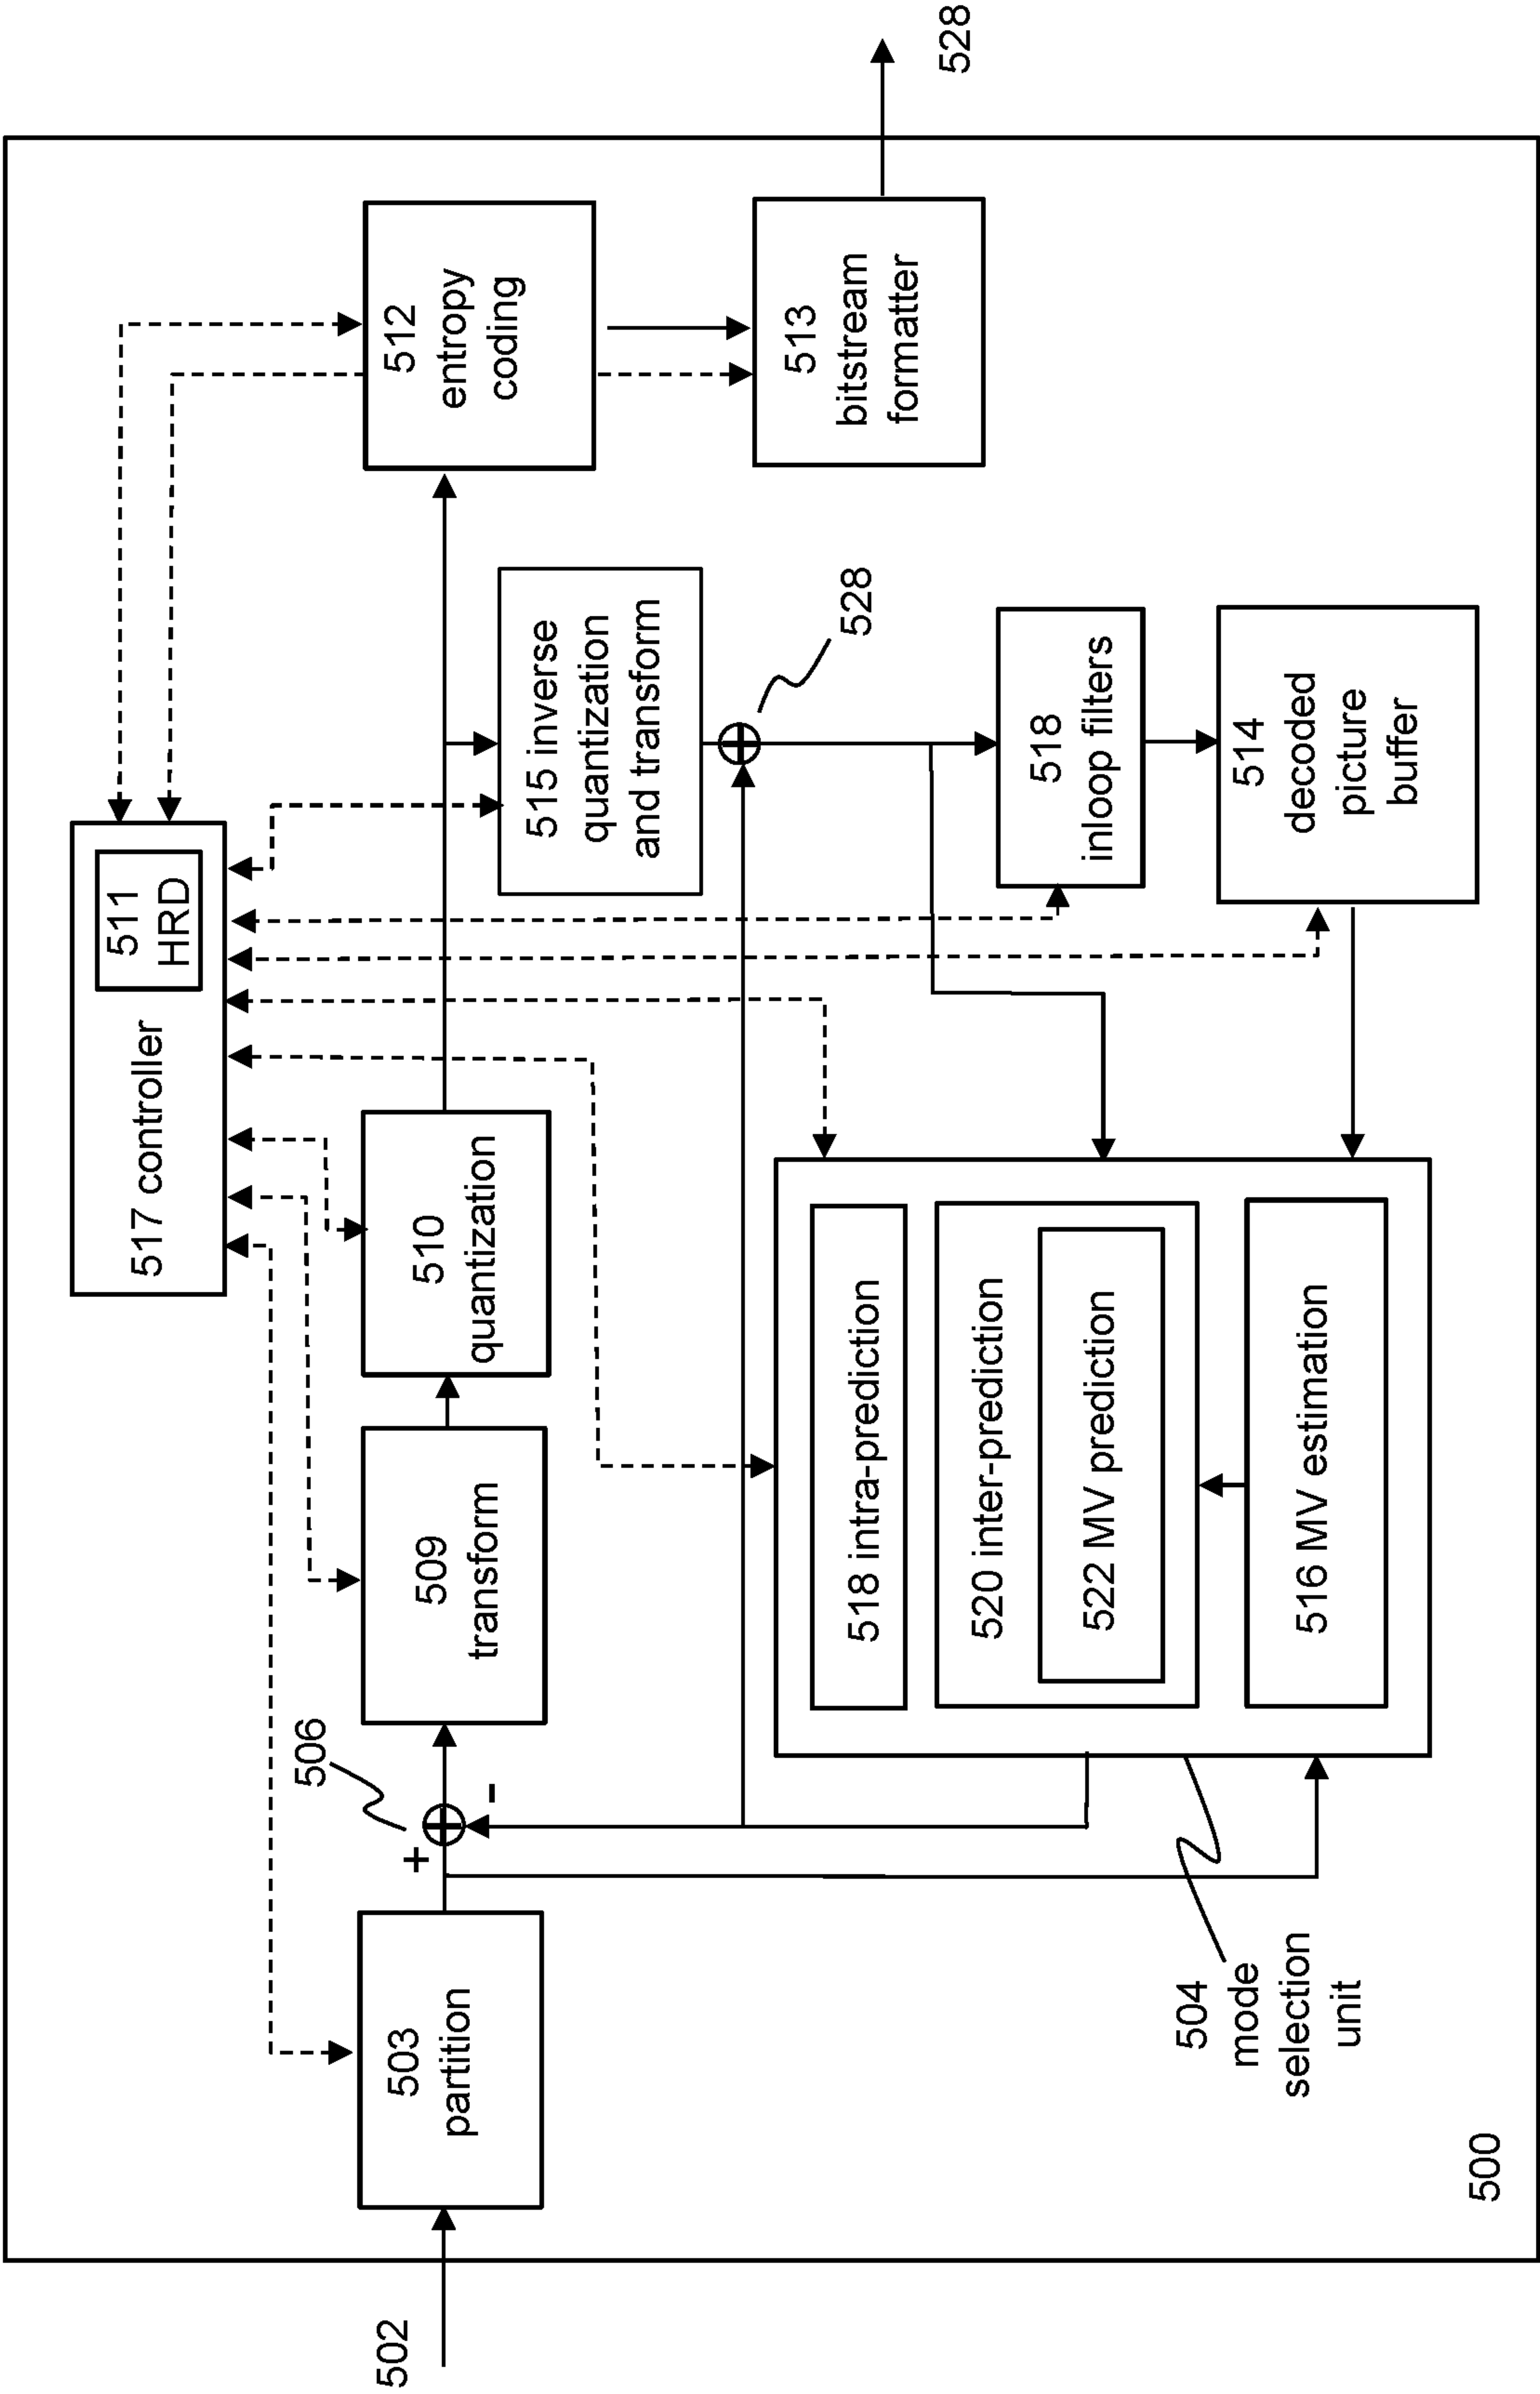 517 controller
511
HRD
502
503
partition
506
+
-
509
transform
510
quantization
512
entropy
coding
515 inverse
quantization
and transform
528
513
bitstream
formatter
528
504
mode
selection
unit
518 intra-prediction
520 inter-prediction
522 MV prediction
516 MV estimation
518
inloop filters
514
decoded
picture
buffer
500